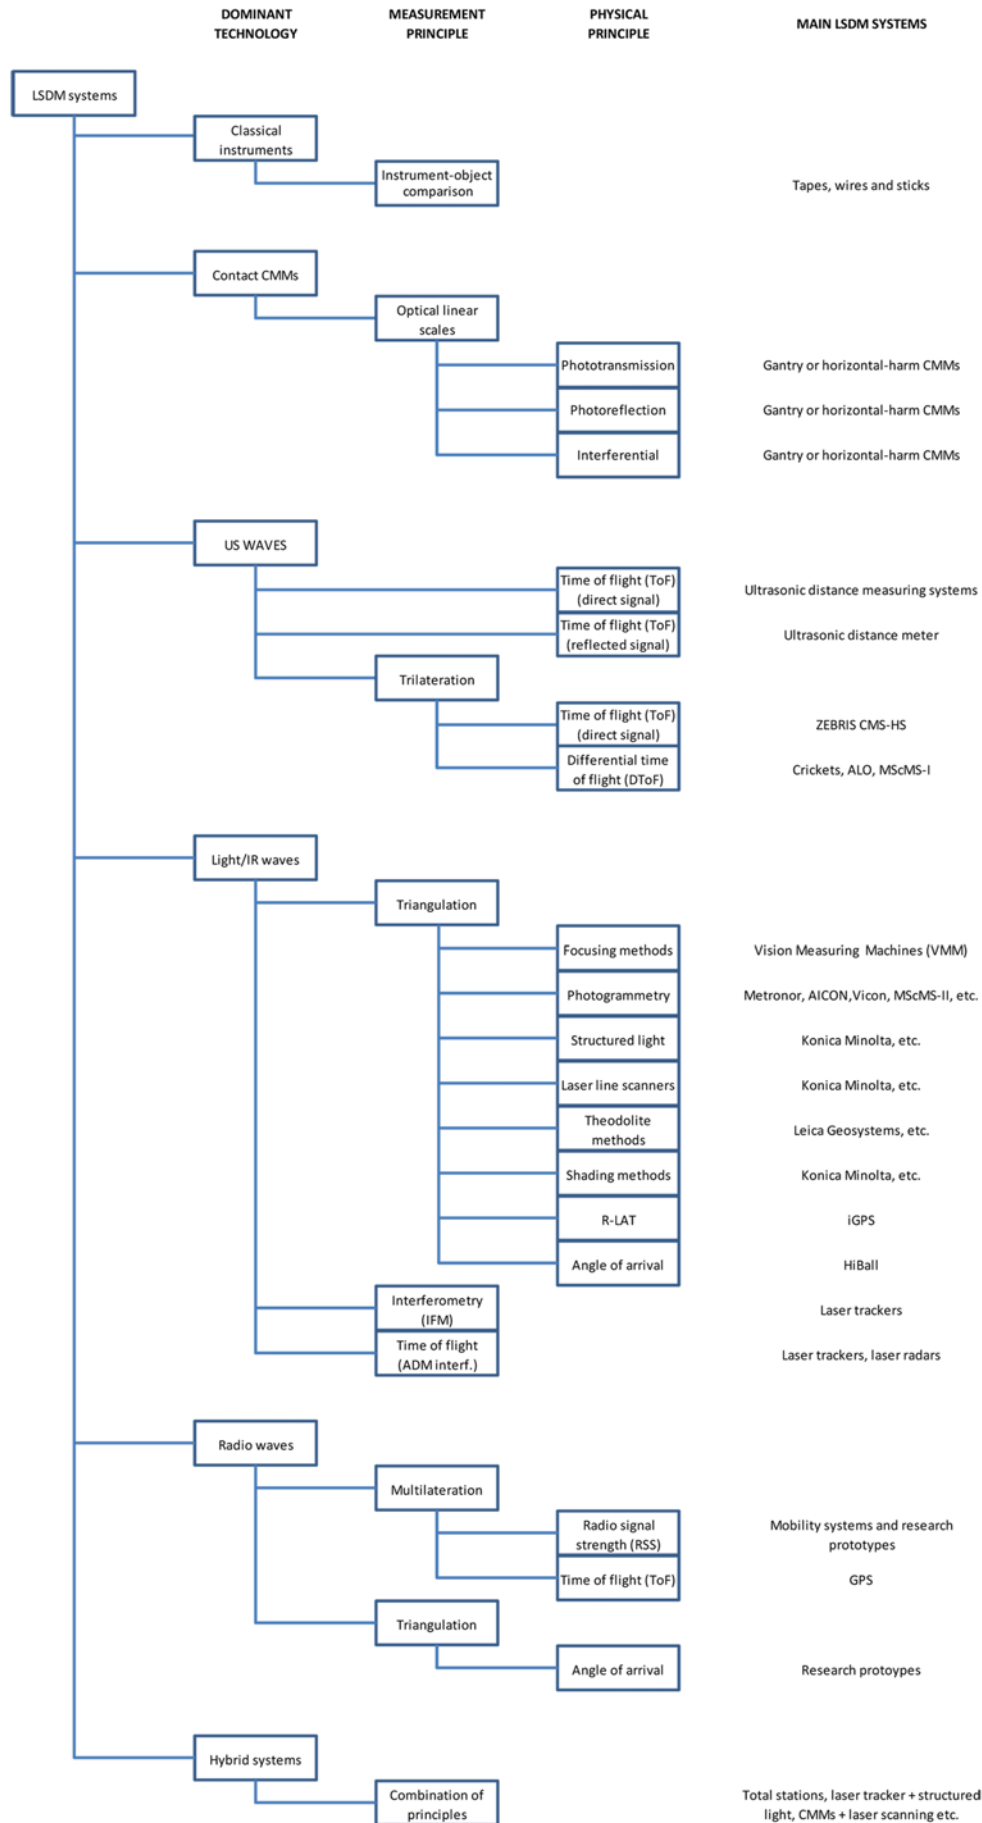 DOMINANT
TECHNOLOGY
MEASUREMENT
PRINCIPLE
PHYSICAL
PRINCIPLE
MAIN LSDM SYSTEMS
LSDM systems
Classical
instruments
Instrument-object
comparison
Tapes, wires and sticks
Contact CMMs
Optical linear
scales
Phototransmission
Gantry or horizontal-harm CMMs
Photoreflection
Gantry or horizontal-harm CMMs
Interferential
Gantry or horizontal-harm CMMs
US WAVES
Time of flight (ToF)
(direct signal)
Ultrasonic distance measuring systems
Time of flight (ToF)
(reflected signal)
Ultrasonic distance meter
Trilateration
Time of flight (ToF)
(direct signal)
ZEBRIS CMS-HS
Differential time
of flight (DToF)
Crickets, ALO, MScMS-I
Light/IR waves
Triangulation
Focusing methods
Vision Measuring Machines (VMM)
Photogrammetry
Metronor, AICON,Vicon, MScMS-II, etc.
Structured light
Konica Minolta, etc.
Laser line scanners
Konica Minolta, etc.
Theodolite
methods
Leica Geosystems, etc.
Shading methods
Konica Minolta, etc.
R-LAT
iGPS
Angle of arrival
HiBall
Interferometry
(IFM)
Laser trackers
Time of flight
(ADM interf.)
Laser trackers, laser radars
Radio waves
Multilateration
Radio signal
strength (RSS)
Mobility systems and research
prototypes
Time of flight (ToF)
GPS
Triangulation
Angle of arrival
Research protoypes
Hybrid systems
Combination of
principles
Total stations, laser tracker + structured
light, CMMs + laser scanning etc.